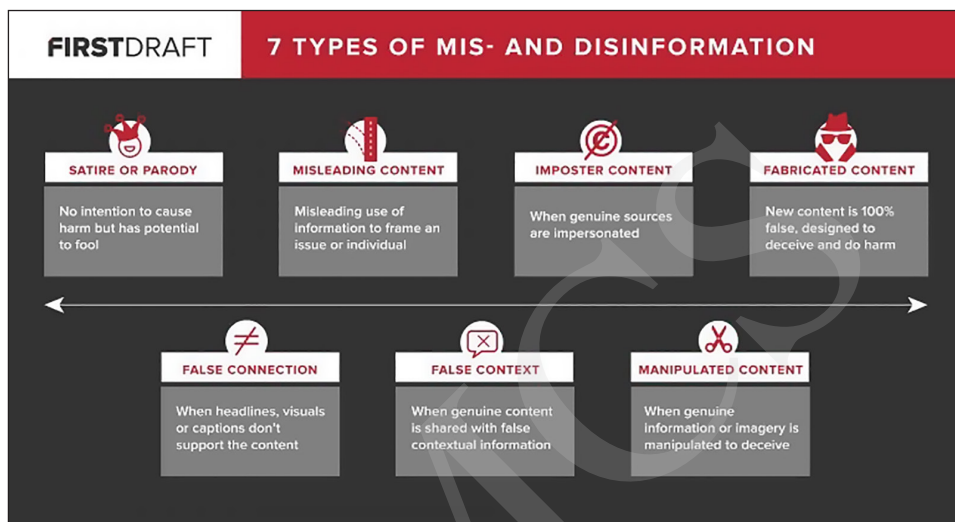 FIRSTDRAFT
7 TYPES OF MIS- AND DISINFORMATION
SATIRE OR PARODY
No intention to cause
harm but has potential
to fool
MISLEADING CONTENT
Misleading use of
information to frame an
issue or individual
IMPOSTER CONTENT
When genuine sources
are impersonated
FABRICATED CONTENT
New content is 100%
false, designed to
deceive and do harm
FALSE CONNECTION
When headlines, visuals
or captions don't
support the content
FALSE CONTEXT
When genuine content
is shared with false
contextual information
MANIPULATED CONTENT
When genuine
information or imagery is
manipulated to deceive